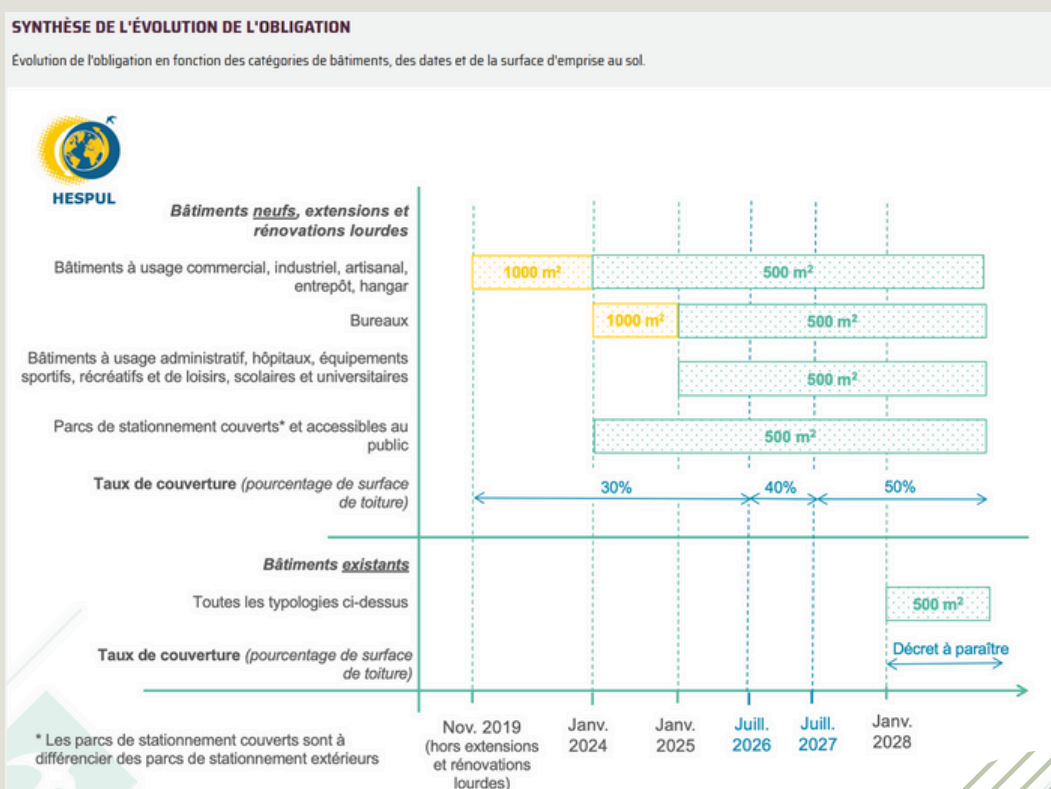 SYNTHÈSE DE L'ÉVOLUTION DE L'OBLIGATION
Évolution de l'obligation en fonction des catégories de bâtiments, des dates et de la surface d'emprise au sol.
HESPUL
Bâtiments neufs, extensions et
rénovations lourdes
Bâtiments à usage commercial, industriel, artisanal,
entrepôt, hangar
1000 m²
500 m²
Bureaux
1000 m²
500 m²
Bâtiments à usage administratif, hôpitaux, équipements
sportifs, récréatifs et de loisirs, scolaires et universitaires
500 m²
Parcs de stationnement couverts* et accessibles au
public
500 m²
Taux de couverture (pourcentage de surface
de toiture)
30%
40%
50%
Bâtiments existants
Toutes les typologies ci-dessus
500 m²
Taux de couverture (pourcentage de surface
de toiture)
Décret à paraître
Nov. 2019
(hors extensions
et rénovations
lourdes)
Janv.
2024
Janv.
2025
Juill.
2026
Juill.
2027
Janv.
2028
* Les parcs de stationnement couverts sont à
différencier des parcs de stationnement extérieurs